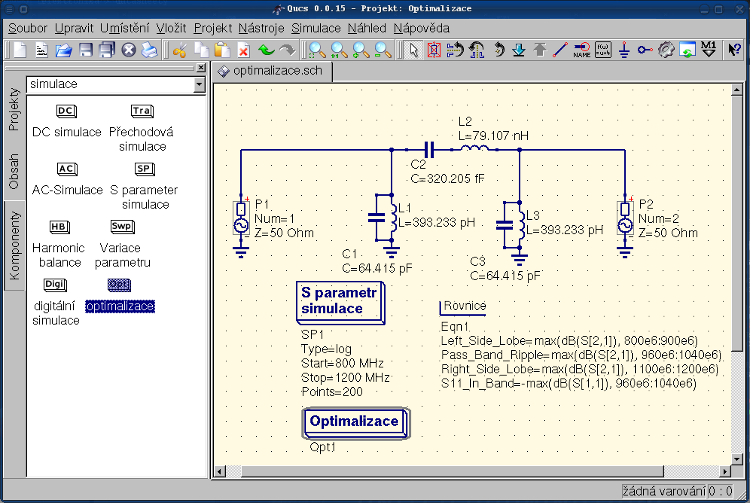 Qucs 0.0.15 - Projekt: Optimalizace
Soubor Upravit Umístění Vložit Projekt Nástroje Simulace Náhled Nápověda
NAME
M1
simulace
optimalizace.sch
Projekty
Obsah
Komponenty
DC
Tra
DC simulace
Přechodová
simulace
AC
SP
AC-Simulace
S parameter
simulace
HB
Swp
Harmonic
balance
Variace
parametru
Digi
Opt
digitální
simulace
optimalizace
L2
L=79.107 nH
C2
C=320.205 fF
P1
Num=1
Z=50 Ohm
L1
L=393.233 pH
C1
C=64.415 pF
L3
L=393.233 pH
C3
C=64.415 pF
P2
Num=2
Z=50 Ohm
S parametr
simulace
SP1
Type=log
Start=800 MHz
Stop=1200 MHz
Points=200
Rovnice
Eqn1
Left_Side_Lobe=max(dB(S[2,1]), 800e6:900e6)
Pass_Band_Ripple=max(dB(S[2,1]), 960e6:1040e6)
Right_Side_Lobe=max(dB(S[2,1]), 1100e6:1200e6)
S11_In_Band=-max(dB(S[1,1]), 960e6:1040e6)
Optimalizace
Opt1
žádná varování 0 : 0